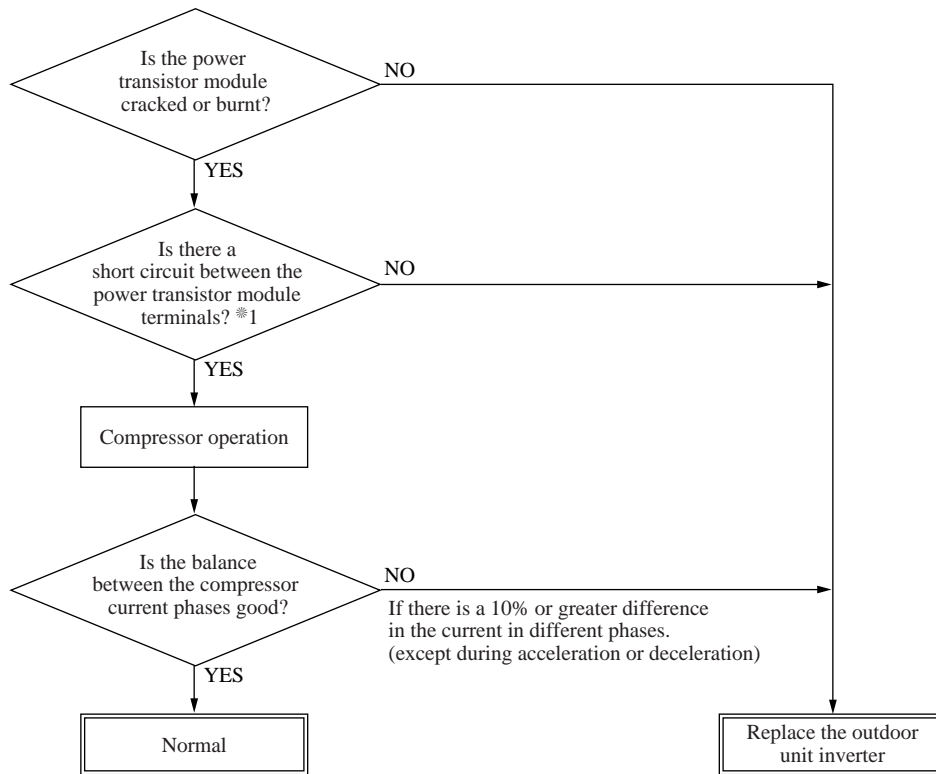 Is the power
transistor module
cracked or burnt?
NO
YES
Is there a
short circuit between the
power transistor module
terminals? ※1
NO
YES
Compressor operation
Is the balance
between the compressor
current phases good?
NO
If there is a 10% or greater difference
in the current in different phases.
(except during acceleration or deceleration)
YES
Normal
Replace the outdoor
unit inverter